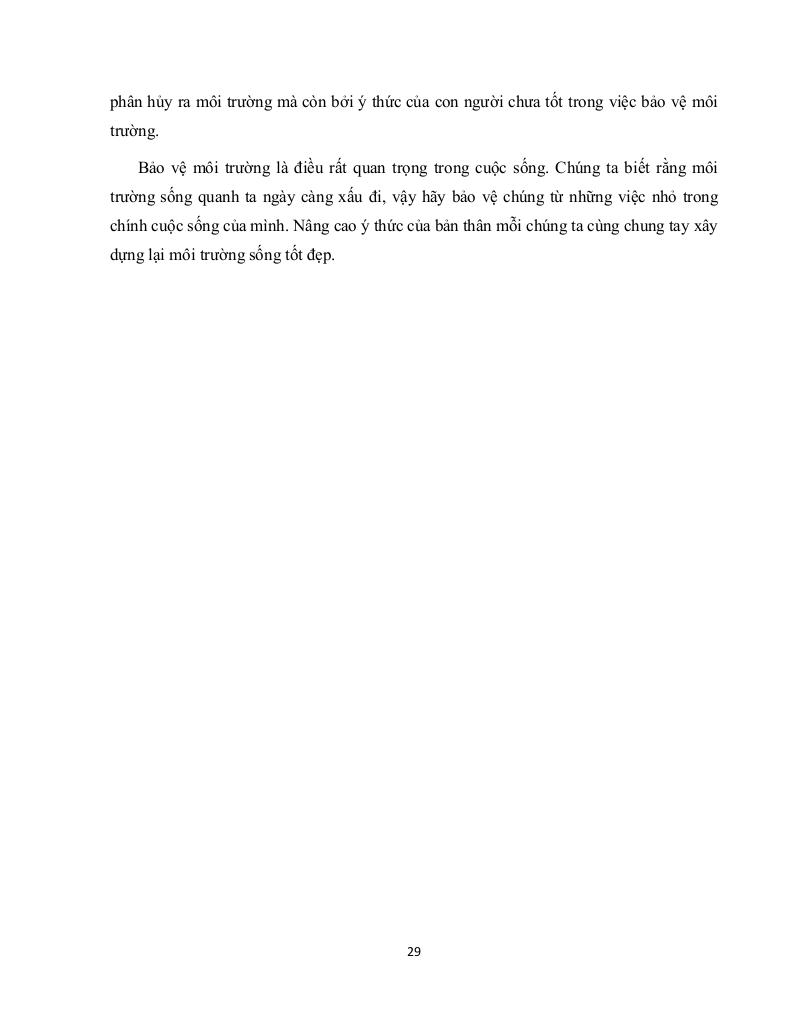 phân hủy ra môi trường mà còn bởi ý thức của con người chưa tốt trong việc bảo vệ môi
trường.
Bảo vệ môi trường là điều rất quan trọng trong cuộc sống. Chúng ta biết rằng môi
trường sống quanh ta ngày càng xấu đi, vậy hãy bảo vệ chúng từ những việc nhỏ trong
chính cuộc sống của mình. Nâng cao ý thức của bản thân mỗi chúng ta cùng chung tay xây
dựng lại môi trường sống tốt đẹp.
29